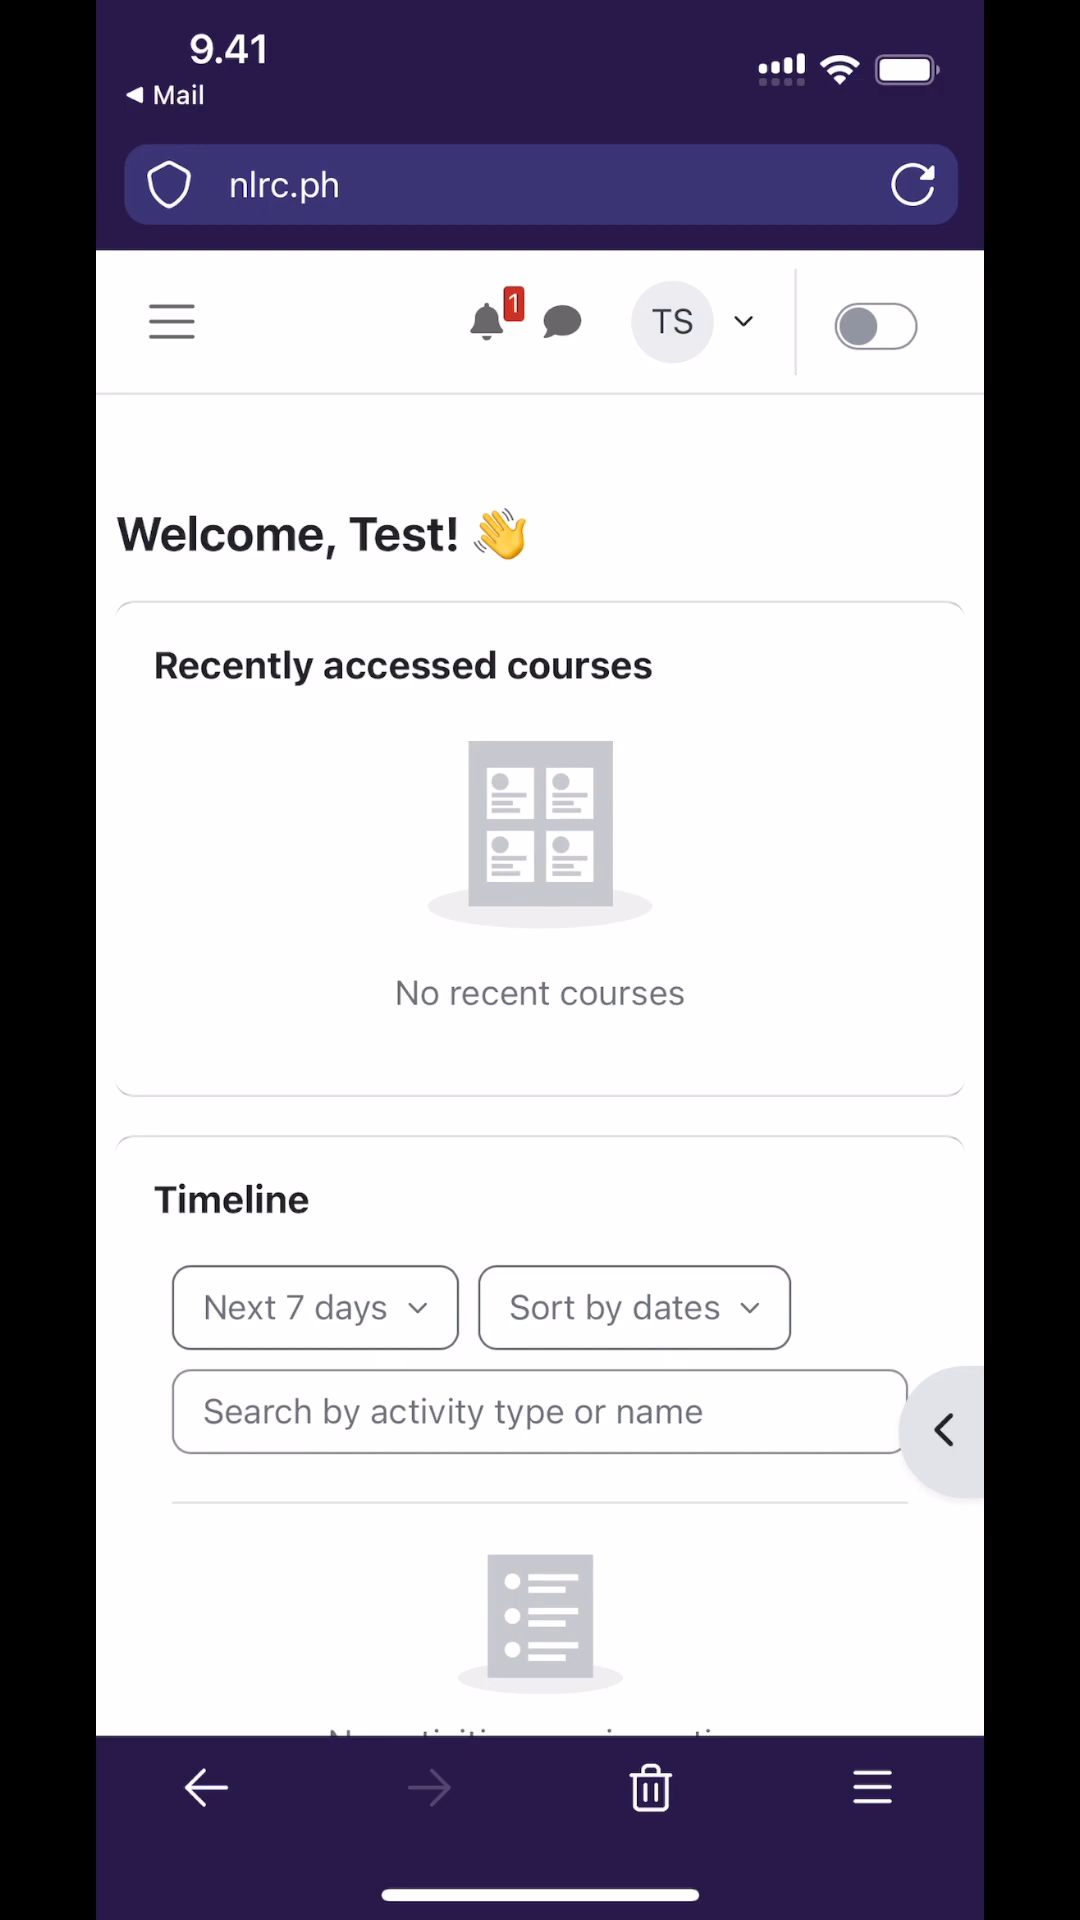 9.41
Mail
nlrc.ph
1
TS
Welcome, Test! 👋
Recently accessed courses
No recent courses
Timeline
Next 7 days
Sort by dates
Search by activity type or name